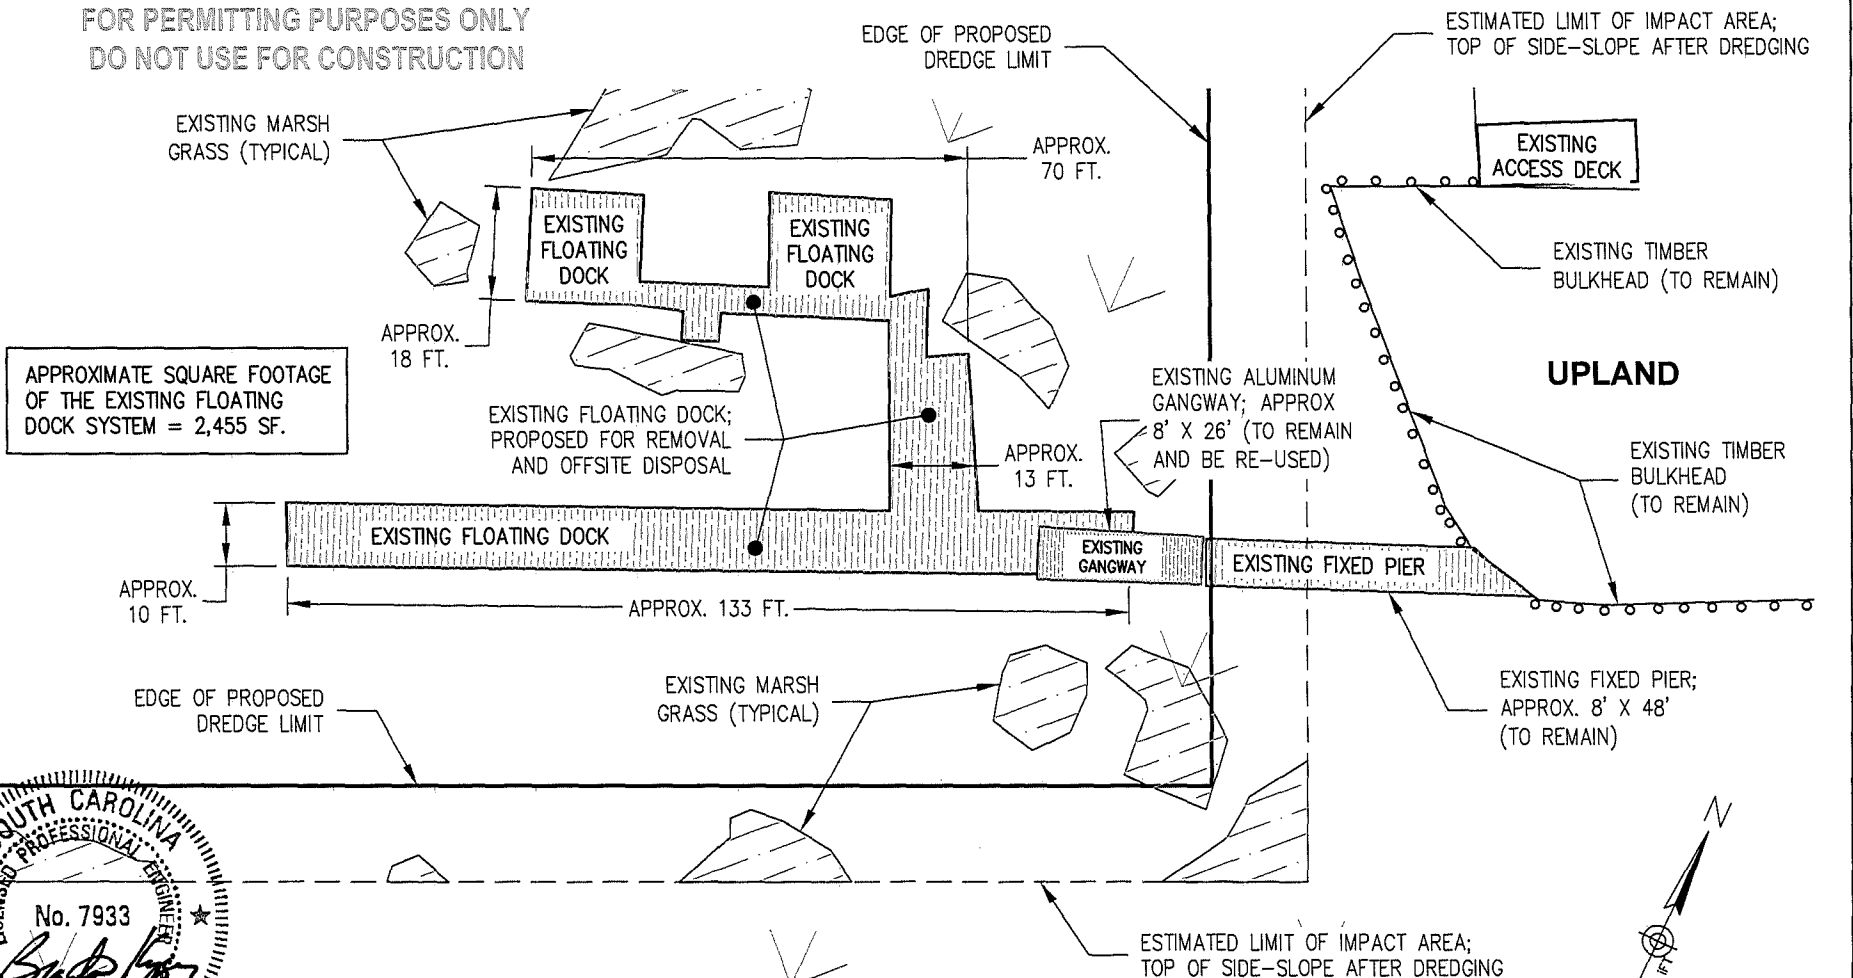 FOR PERMITTING PURPOSES ONLY
DO NOT USE FOR CONSTRUCTION
EDGE OF PROPOSED
DREDGE LIMIT
ESTIMATED LIMIT OF IMPACT AREA;
TOP OF SIDE-SLOPE AFTER DREDGING
EXISTING MARSH
GRASS (TYPICAL)
APPROX.
70 FT.
EXISTING
ACCESS DECK
EXISTING
FLOATING
DOCK
EXISTING
FLOATING
DOCK
EXISTING TIMBER
BULKHEAD (TO REMAIN)
APPROX.
18 FT.
APPROXIMATE SQUARE FOOTAGE
OF THE EXISTING FLOATING
DOCK SYSTEM = 2,455 SF.
UPLAND
EXISTING ALUMINUM
GANGWAY; APPROX
8' X 26' (TO REMAIN
AND BE RE-USED)
EXISTING FLOATING DOCK;
PROPOSED FOR REMOVAL
AND OFFSITE DISPOSAL
APPROX.
13 FT.
EXISTING TIMBER
BULKHEAD
(TO REMAIN)
EXISTING FLOATING DOCK
EXISTING
GANGWAY
EXISTING FIXED PIER
APPROX.
10 FT.
APPROX. 133 FT.
EDGE OF PROPOSED
DREDGE LIMIT
EXISTING MARSH
GRASS (TYPICAL)
EXISTING FIXED PIER;
APPROX. 8' X 48'
(TO REMAIN)
SOUTH CAROLINA
LICENSED PROFESSIONAL ENGINEER
No. 7933
N
ESTIMATED LIMIT OF IMPACT AREA;
TOP OF SIDE-SLOPE AFTER DREDGING